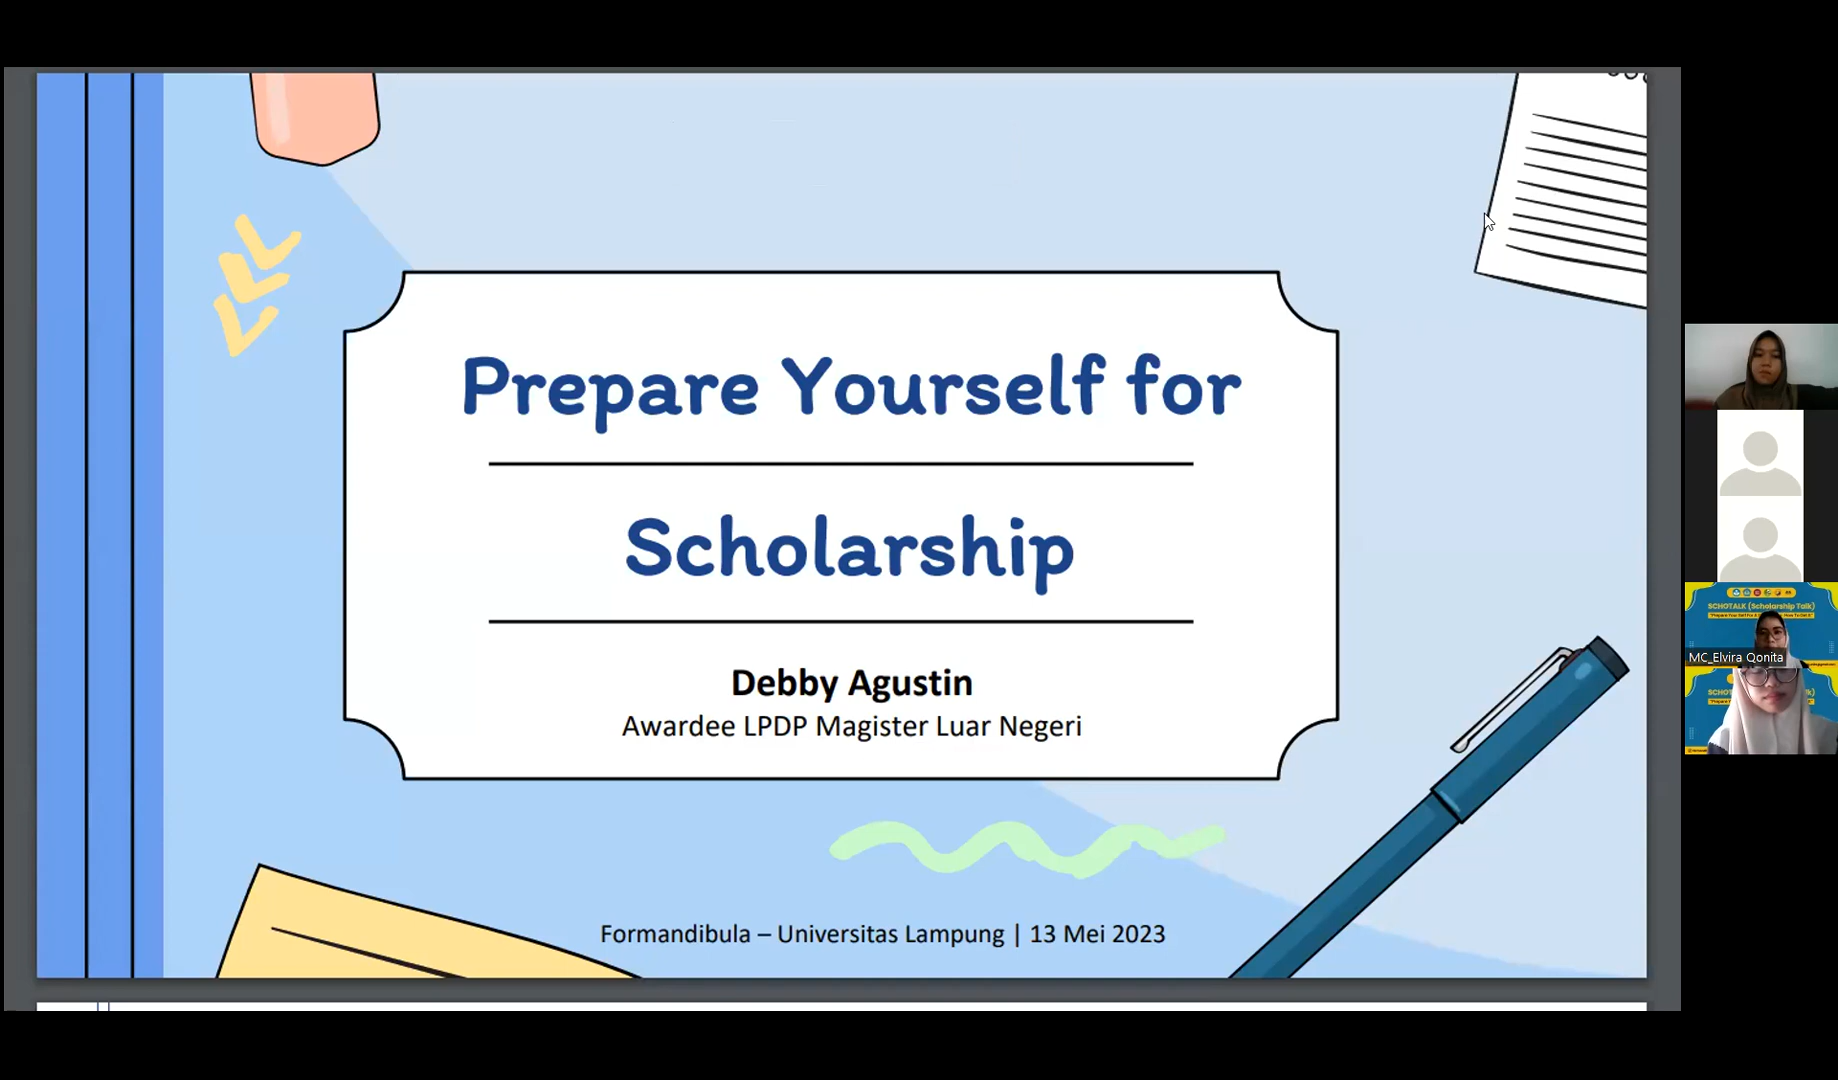 Prepare Yourself for
Scholarship
Debby Agustin
Awardee LPDP Magister Luar Negeri
Formandibula – Universitas Lampung | 13 Mei 2023
SCHOTALK (Scholarship Talk)
MC_Elvira Qonita